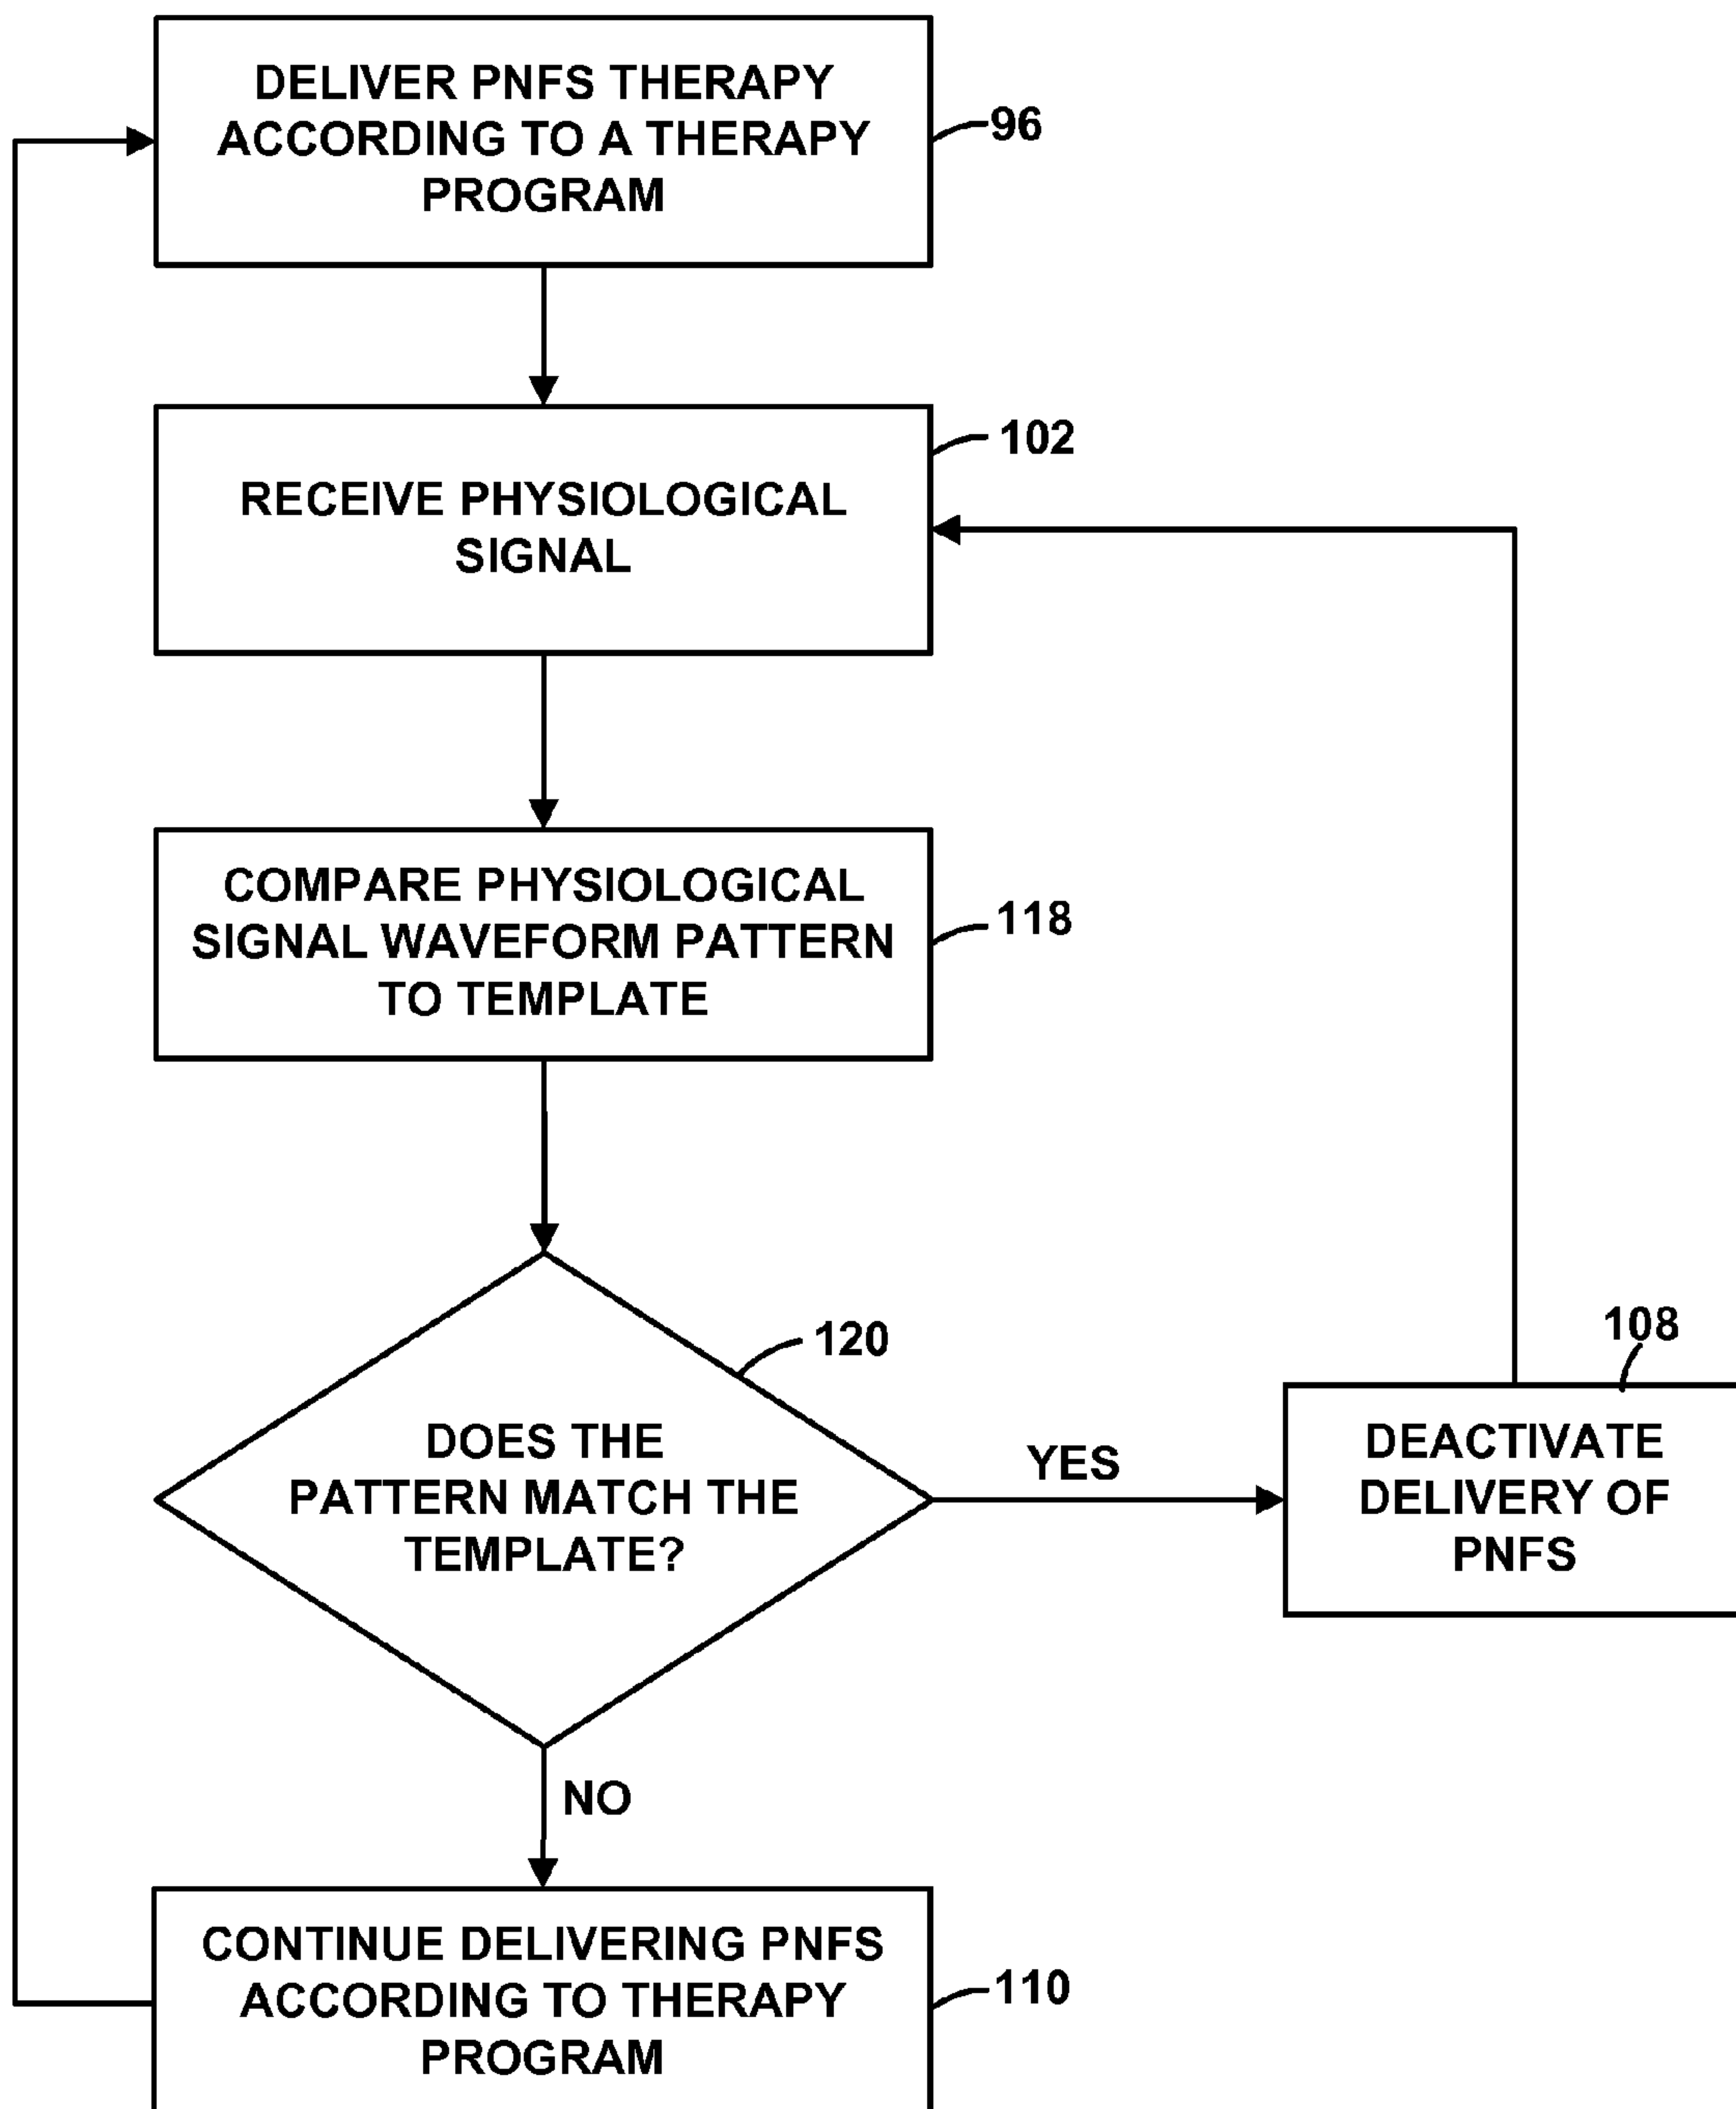 DELIVER PNFS THERAPY
ACCORDING TO A THERAPY
PROGRAM
96
RECEIVE PHYSIOLOGICAL
SIGNAL
102
COMPARE PHYSIOLOGICAL
SIGNAL WAVEFORM PATTERN
TO TEMPLATE
118
DOES THE
PATTERN MATCH THE
TEMPLATE?
120
YES
108
DEACTIVATE
DELIVERY OF
PNFS
NO
CONTINUE DELIVERING PNFS
ACCORDING TO THERAPY
PROGRAM
110